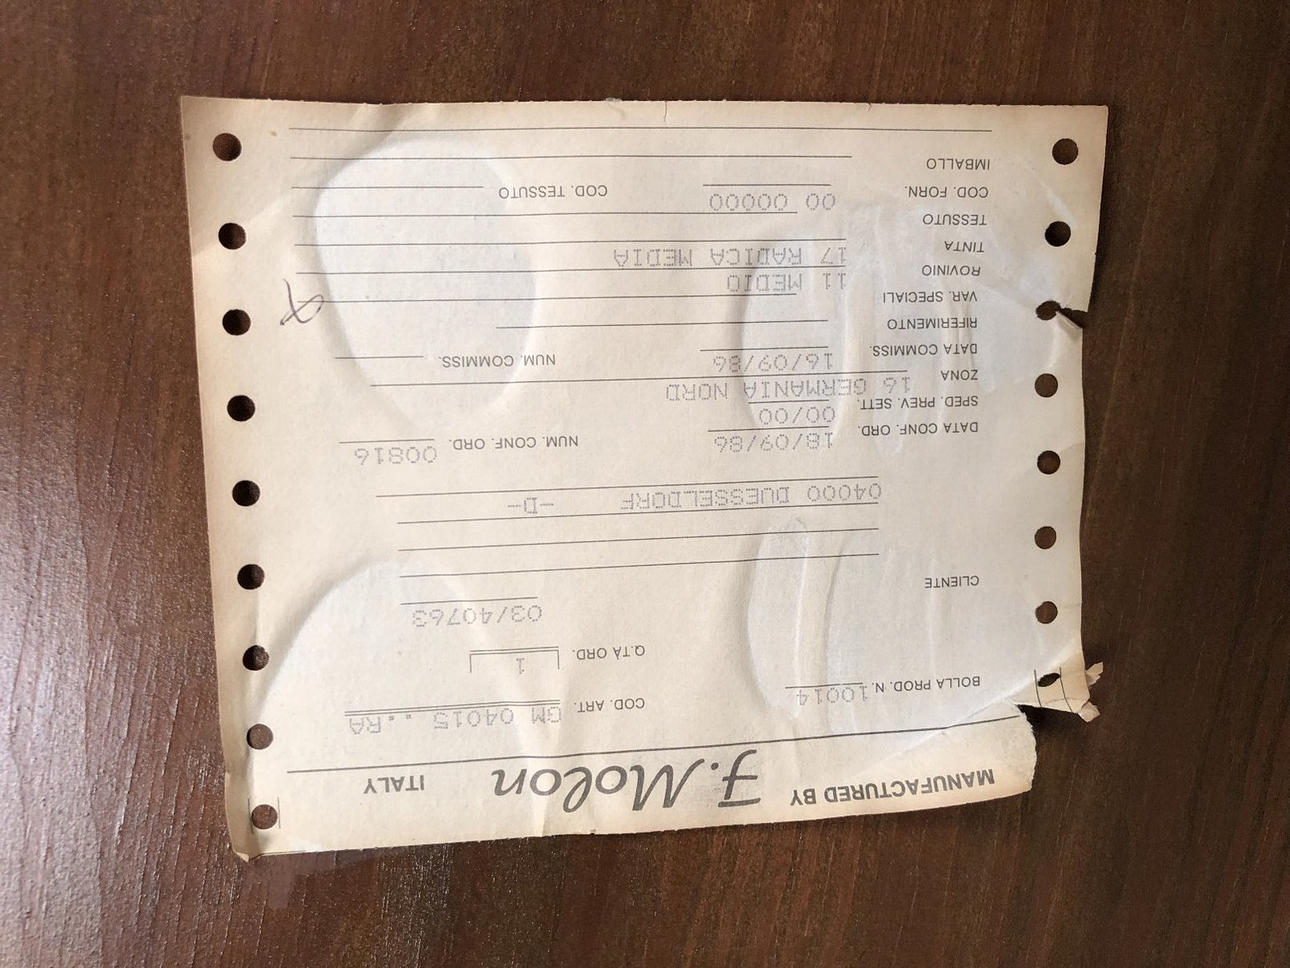 MANUFACTURED BY F. Molon ITALY
BOLLA PROD. N. 10014 COD. ART. GM 04015 ..RA
Q.TÀ ORD. 1
03/40763
CLIENTE
04000 DUESSELDORF -D-
DATA CONF. ORD. 18/09/86 NUM. CONF. ORD. 00816
SPED. PREV. SETT. 00/00
ZONA 16 GERMANIA NORD
DATA COMMISS. 16/09/86 NUM. COMMISS.
RIFERIMENTO
VAR. SPECIALI
ROVINIO 11 MEDIO
TINTA 17 RADICA MEDIA
TESSUTO
COD. FORN. 00 00000 COD. TESSUTO
IMBALLO